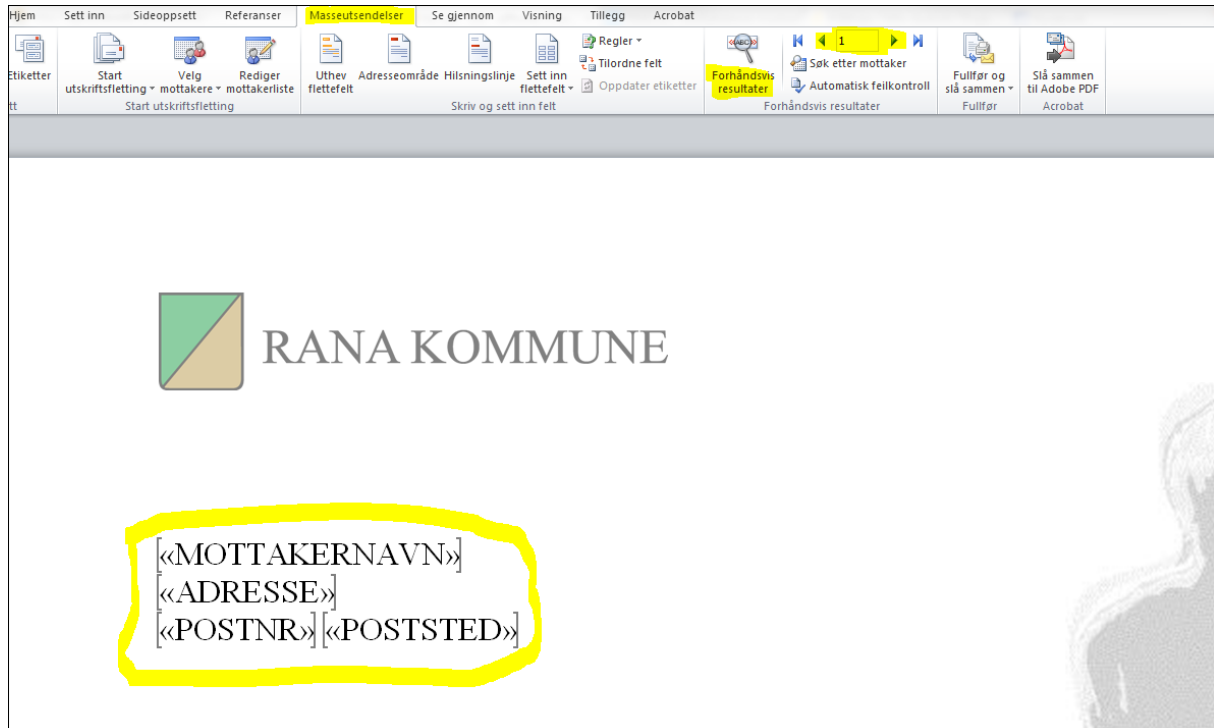 Hjem Sett inn Sideoppsett Referanser Masseutsendelser Se gjennom Visning Tillegg Acrobat
Etiketter
Start utskriftsfletting
Velg mottakere
Rediger mottakerliste
Uthev flettefelt
Adresseområde
Hilsningslinje
Sett inn flettefelt
Regler
Tilordne felt
Oppdater etiketter
«ABC»
Forhåndsvis resultater
1
Søk etter mottaker
Automatisk feilkontroll
Fullfør og slå sammen
Slå sammen til Adobe PDF
tt Start utskriftsfletting Skriv og sett inn felt Forhåndsvis resultater Fullfør Acrobat
RANA KOMMUNE
[«MOTTAKERNAVN»]
[«ADRESSE»]
[«POSTNR»] [«POSTSTED»]